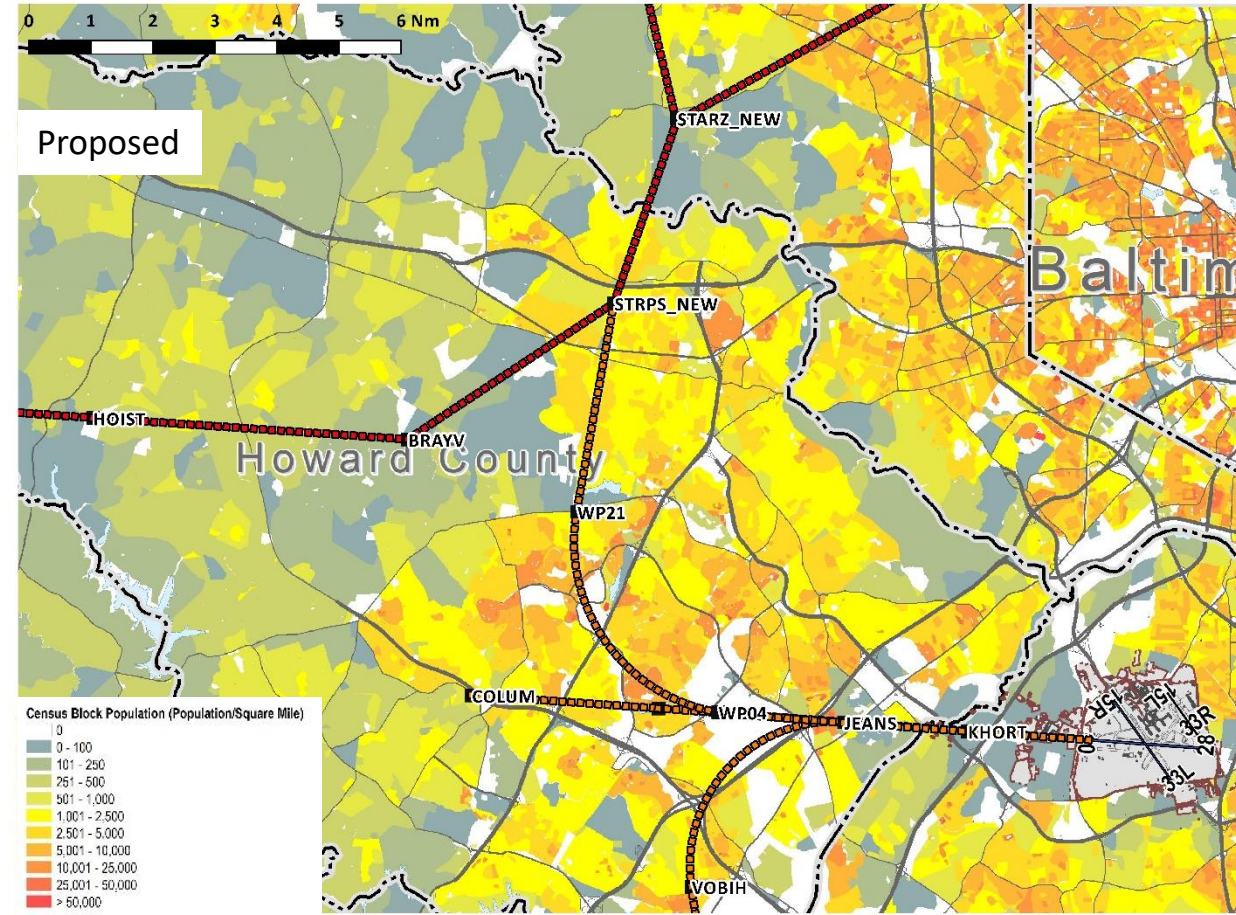 0 1 2 3 4 5 6 Nm
Proposed
STARZ_NEW
Baltim
STRPS_NEW
HOIST
BRAYV
Howard County
WP21
COLUM
WP04
JEANS
KHORT
15R
15L
33R
28
33L
VOBIH
Census Block Population (Population/Square Mile)
0
0 - 100
101 - 250
251 - 500
501 - 1,000
1,001 - 2,500
2,501 - 5,000
5,001 - 10,000
10,001 - 25,000
25,001 - 50,000
> 50,000